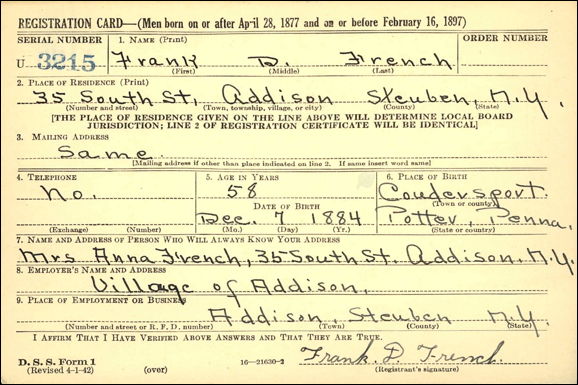 REGISTRATION CARD—(Men born on or after April 28, 1877 and on or before February 16, 1897)
SERIAL NUMBER 1. NAME (Print) ORDER NUMBER
U 3215 Frank D. French
(First) (Middle) (Last)
2. PLACE OF RESIDENCE (Print)
35 South St, Addison Steuben, N.Y.
(Number and street) (Town, township, village, or city) (County) (State)
[THE PLACE OF RESIDENCE GIVEN ON THE LINE ABOVE WILL DETERMINE LOCAL BOARD
JURISDICTION; LINE 2 OF REGISTRATION CERTIFICATE WILL BE IDENTICAL]
3. MAILING ADDRESS
Same.
[Mailing address if other than place indicated on line 2. If same insert word same]
4. TELEPHONE 5. AGE IN YEARS 6. PLACE OF BIRTH
No. 58 Coudersport.
(Town or county)
DATE OF BIRTH
Dec. 7 1884 Potter, Penna.
(Exchange) (Number) (Mo.) (Day) (Yr.) (State or country)
7. NAME AND ADDRESS OF PERSON WHO WILL ALWAYS KNOW YOUR ADDRESS
Mrs Anna French, 35 South St. Addison, N.Y.
8. EMPLOYER'S NAME AND ADDRESS
Village of Addison,
9. PLACE OF EMPLOYMENT OR BUSINESS
Addison, Steuben N.Y.
(Number and street or R. F. D. number) (Town) (County) (State)
I AFFIRM THAT I HAVE VERIFIED ABOVE ANSWERS AND THAT THEY ARE TRUE.
Frank. D. French.
D. S. S. Form 1
(Revised 4-1-42) (over) 16—21630-2 (Registrant's signature)